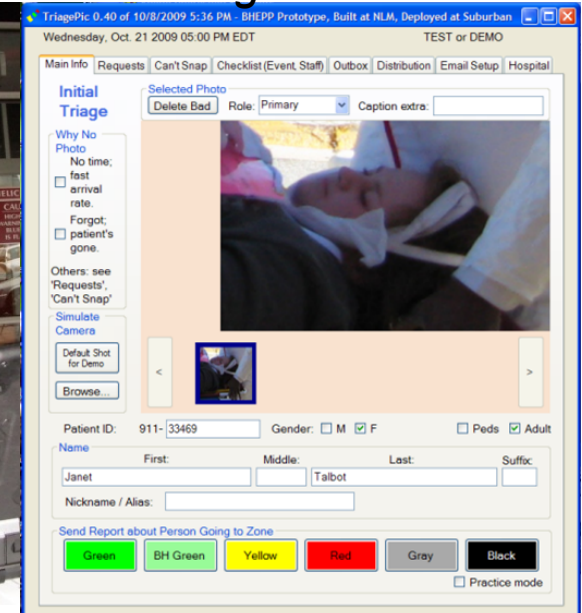 TriagePic 0.40 of 10/8/2009 5:36 PM - BHEPP Prototype, Built at NLM, Deployed at Suburban
Wednesday, Oct. 21 2009 05:00 PM EDT TEST or DEMO
Main Info Requests Can't Snap Checklist (Event, Staff) Outbox Distribution Email Setup Hospital
Initial
Triage
Selected Photo
Delete Bad Role: Primary Caption extra:
Why No
Photo
No time;
fast
arrival
rate.
Forgot;
patient's
gone.
Others: see
'Requests',
'Can't Snap'
Simulate
Camera
Default Shot
for Demo
Browse...
< >
Patient ID: 911- 33469 Gender: M F Peds Adult
Name
First: Middle: Last: Suffix:
Janet Talbot
Nickname / Alias:
Send Report about Person Going to Zone
Green BH Green Yellow Red Gray Black
Practice mode